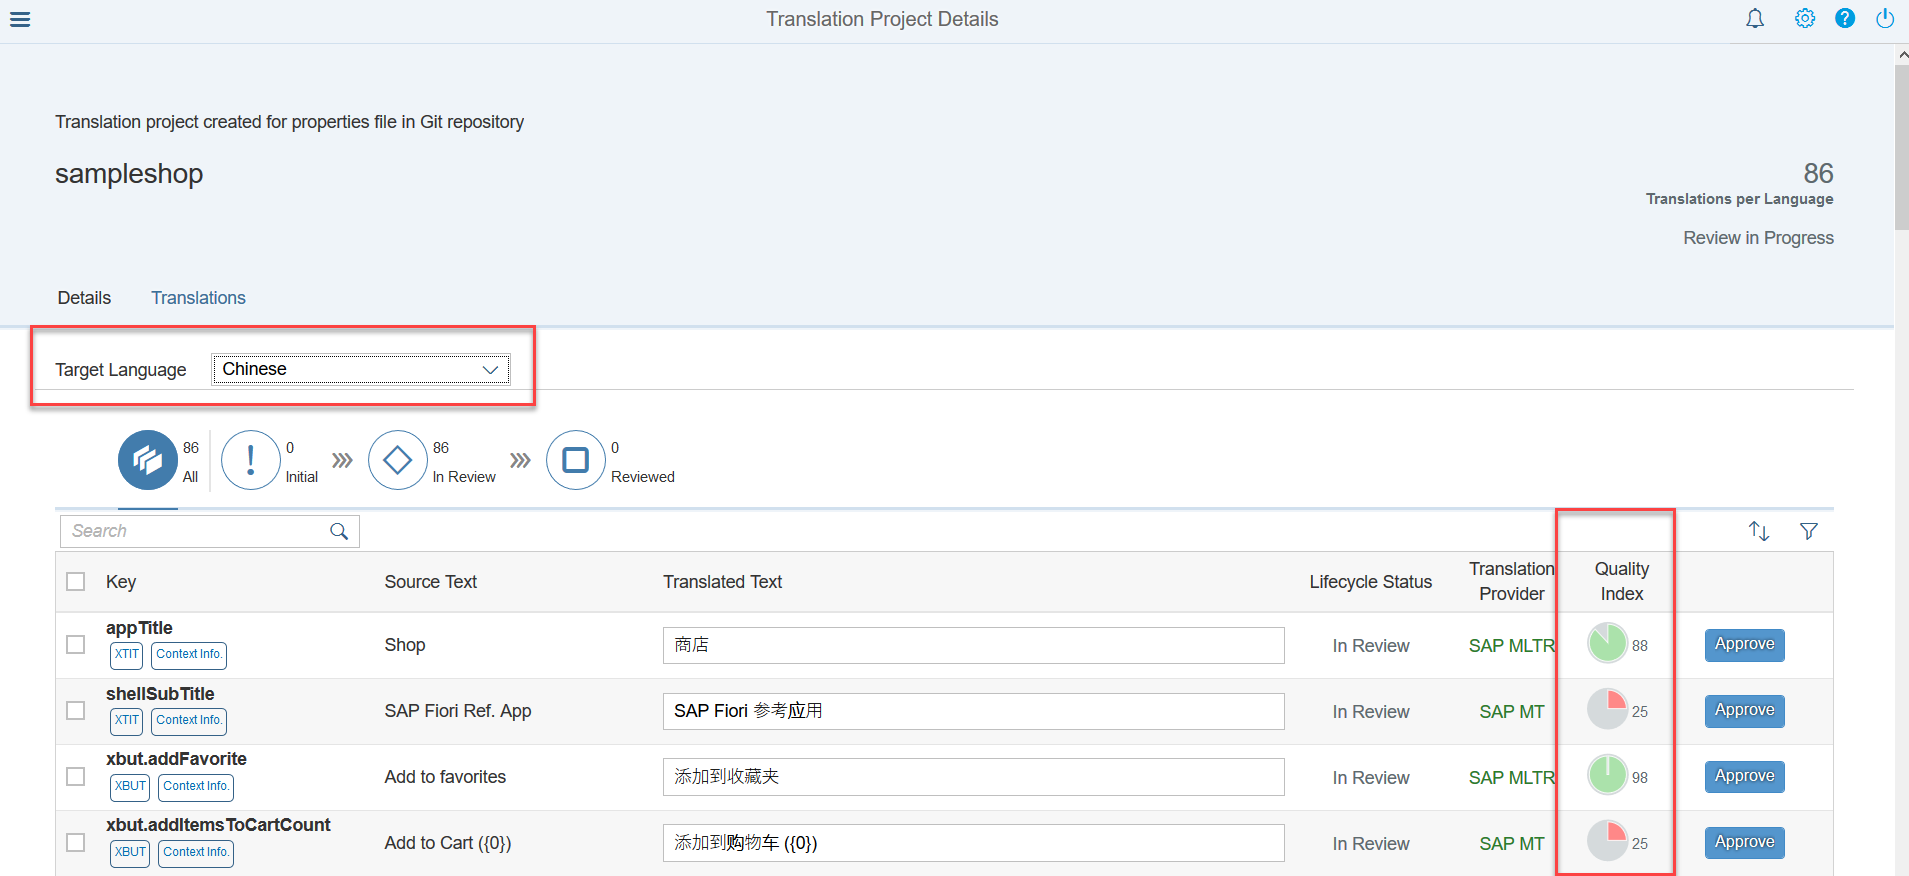 Translation Project Details
?
Translation project created for properties file in Git repository
sampleshop
86
Translations per Language
Review in Progress
Details Translations
Target Language Chinese
86 All
! 0 Initial
86 In Review
0 Reviewed
Search
Key Source Text Translated Text Lifecycle Status Translation Provider Quality Index
appTitle
XTIT Context Info. Shop 商店 In Review SAP MLTR 88 Approve
shellSubTitle
XTIT Context Info. SAP Fiori Ref. App SAP Fiori 参考应用 In Review SAP MT 25 Approve
xbut.addFavorite
XBUT Context Info. Add to favorites 添加到收藏夹 In Review SAP MLTR 98 Approve
xbut.addItemsToCartCount
XBUT Context Info. Add to Cart ({0}) 添加到购物车 ({0}) In Review SAP MT 25 Approve